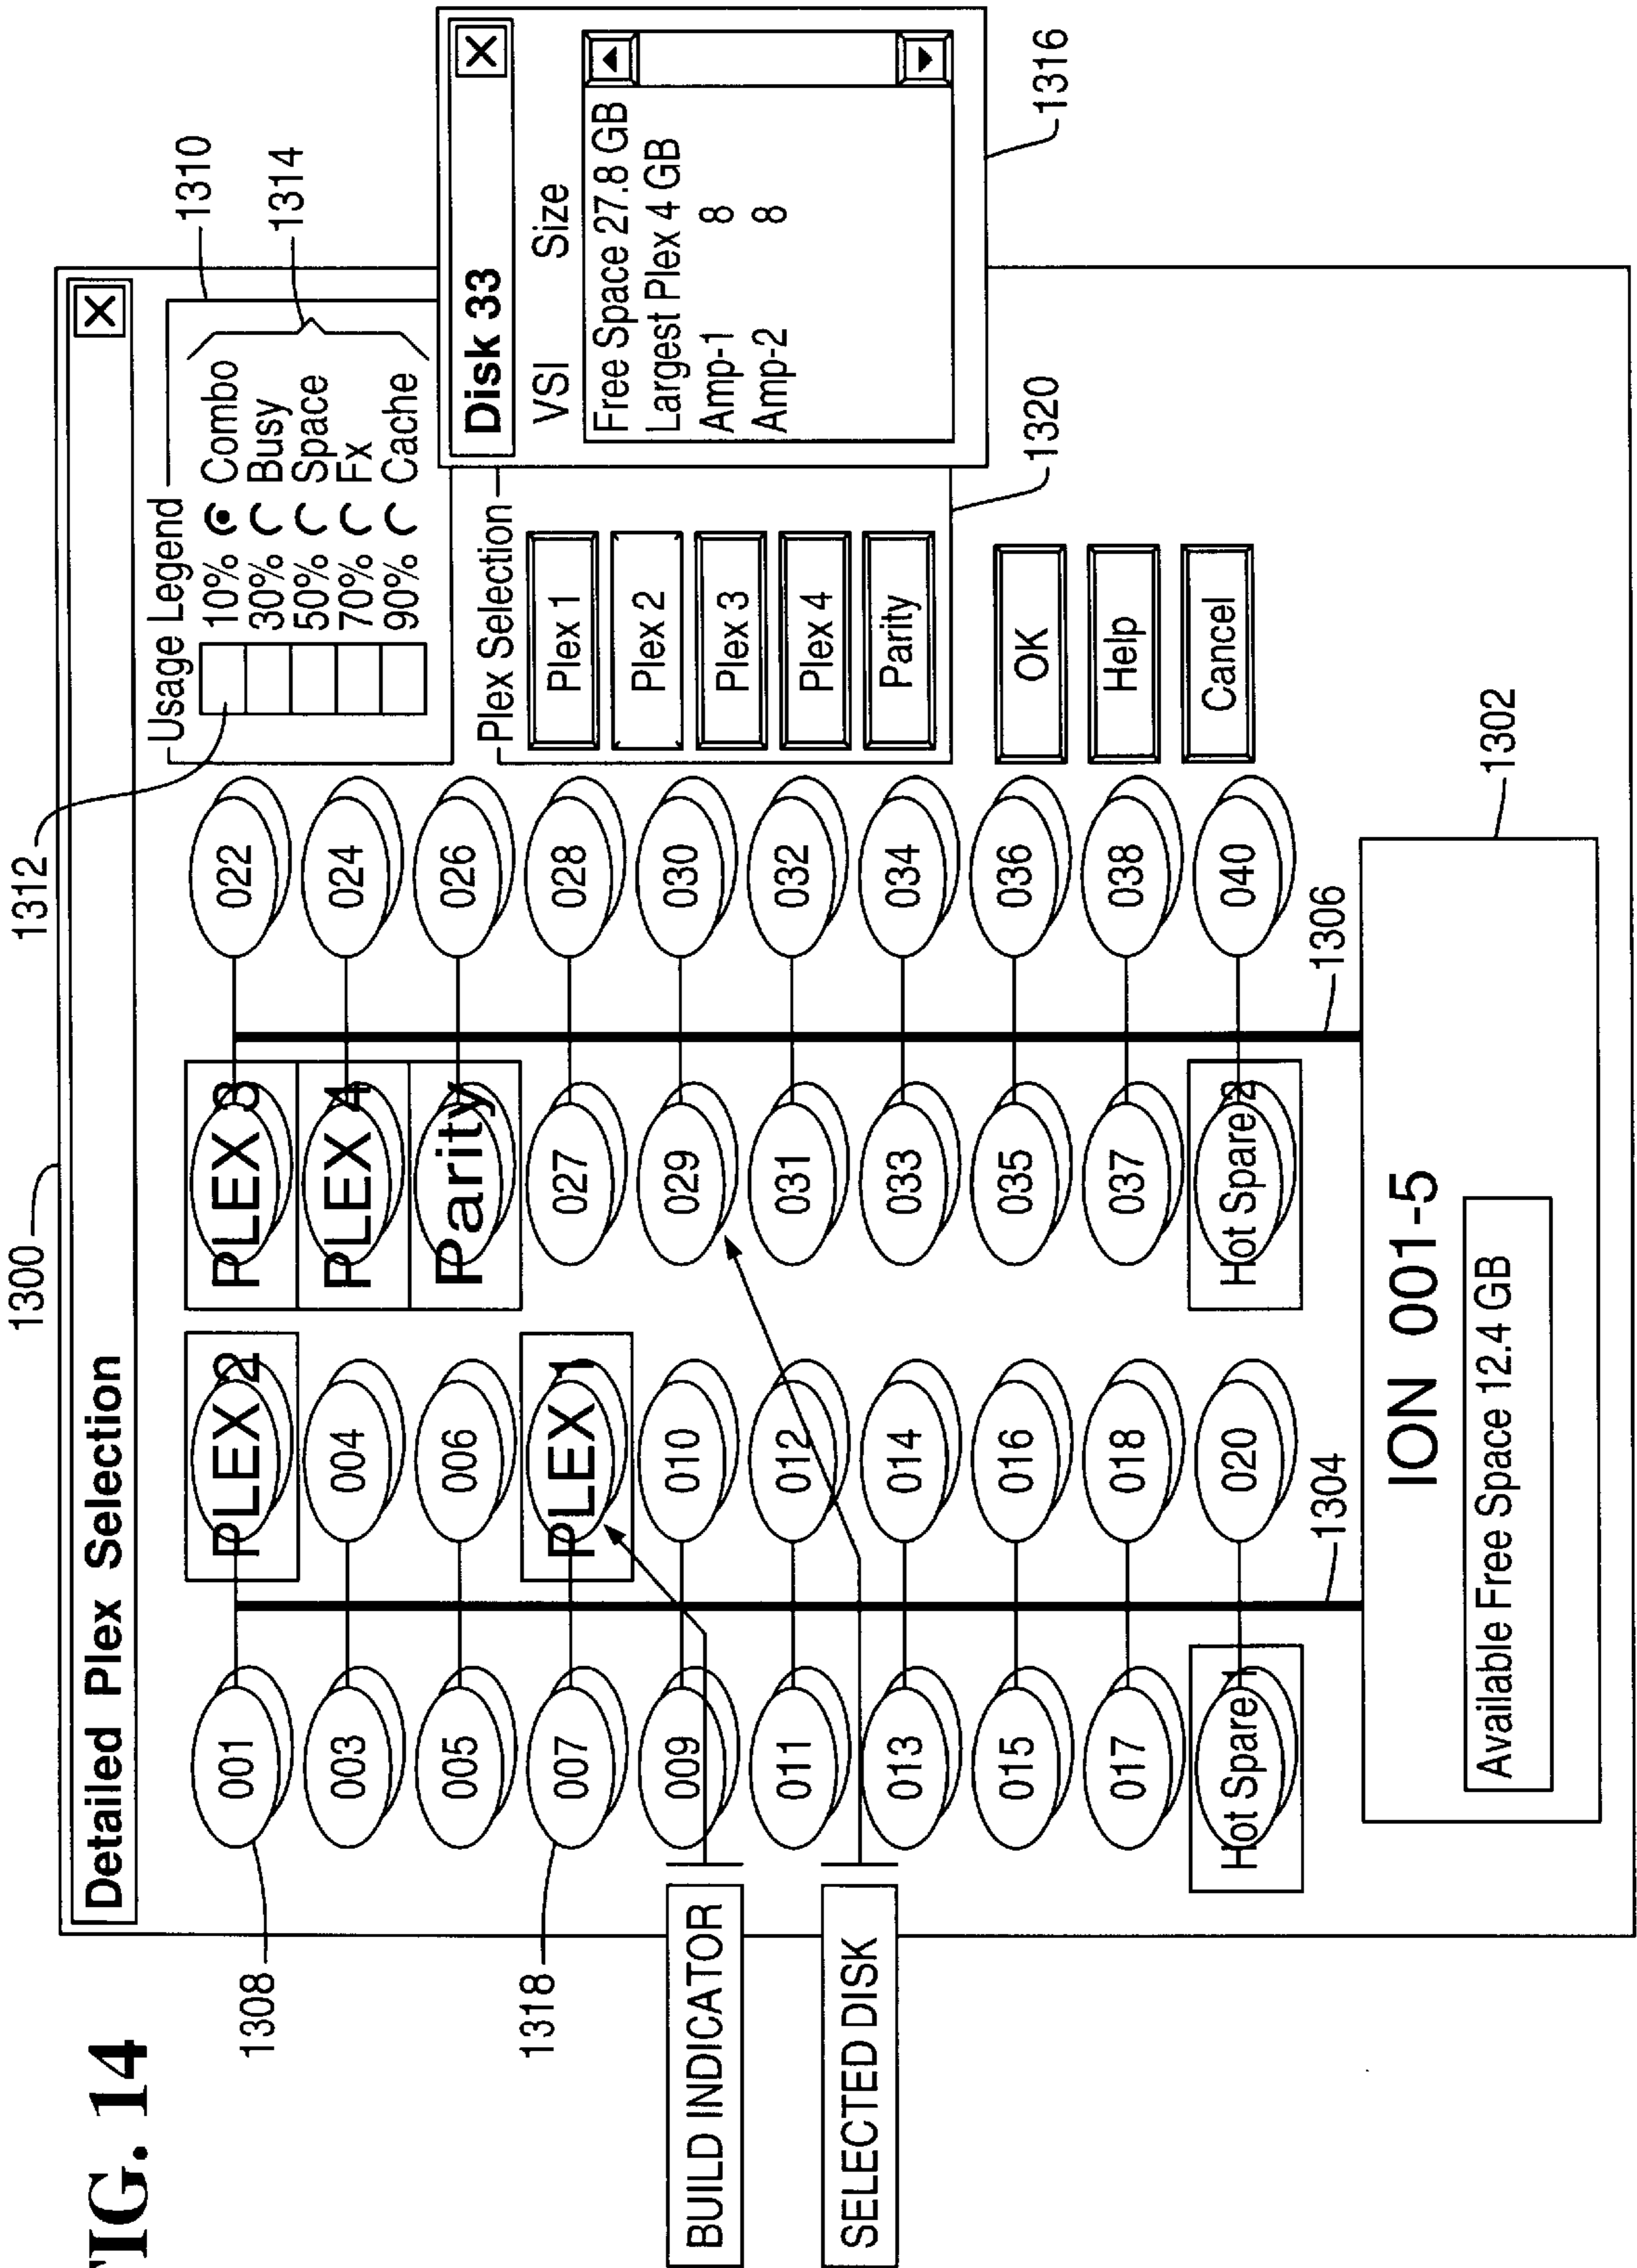 FIG. 14
1300
1312
Detailed Plex Selection
1308
1318
BUILD INDICATOR
SELECTED DISK
001 PLEX 2 PLEX 3 022
003 004 PLEX 4 024
005 006 Parity 026
007 PLEX 1 027 028
009 010 029 030
011 012 031 032
013 014 033 034
015 016 035 036
017 018 037 038
Hot Spare 1 020 Hot Spare 2 040
1304
1306
ION 001-5
Available Free Space 12.4 GB
1302
Usage Legend
10% Combo
30% Busy
50% Space
70% Fx
90% Cache
1310
1314
Plex Selection
Plex 1
Plex 2
Plex 3
Plex 4
Parity
1320
OK
Help
Cancel
Disk 33
VSI Size
Free Space 27.8 GB
Largest Plex 4 GB
Amp-1 8
Amp-2 8
1316